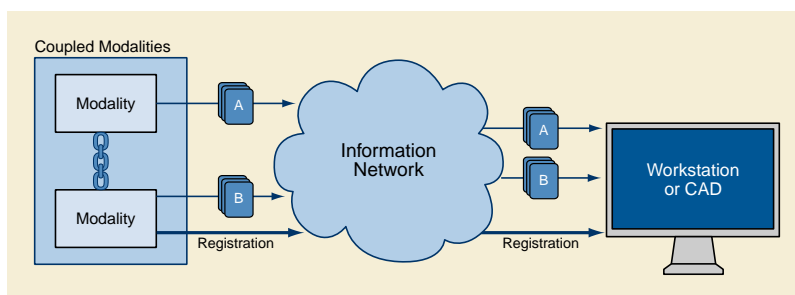 Coupled Modalities
Modality
A
Information
Network
A
B
Workstation
or CAD
Modality
B
Registration
Registration